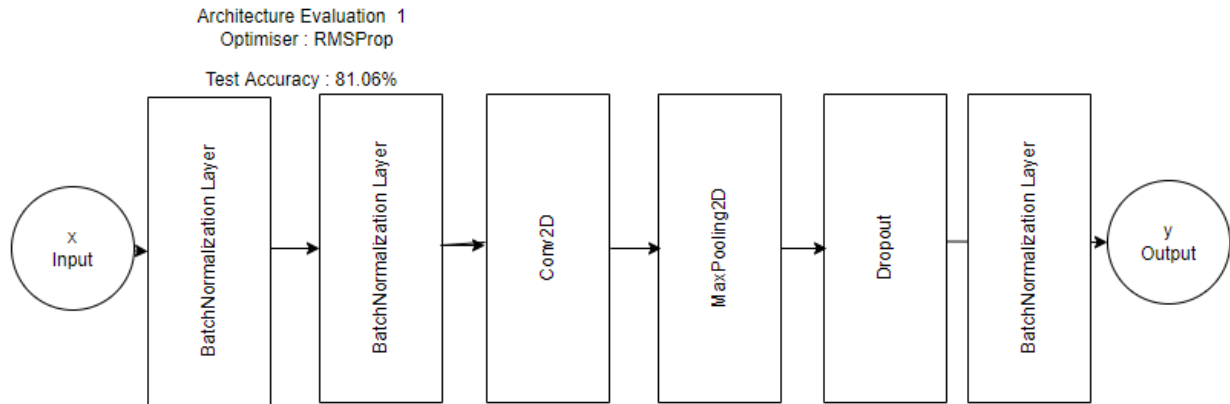 Architecture Evaluation 1
Optimiser : RMSProp
Test Accuracy : 81.06%
x
Input
BatchNormalization Layer
BatchNormalization Layer
Conv2D
MaxPooling2D
Dropout
BatchNormalization Layer
y
Output